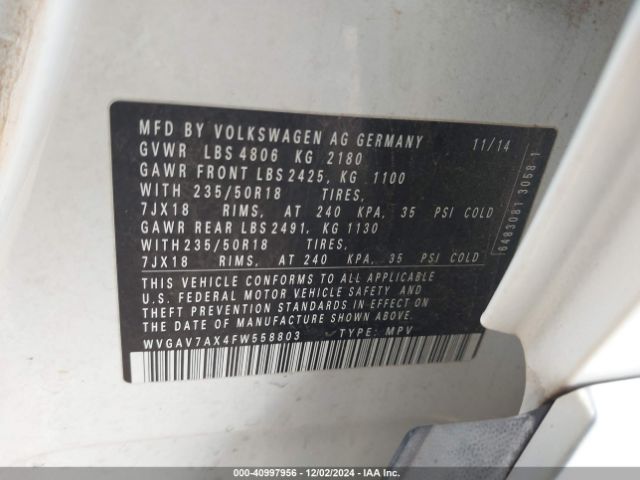 MFD BY VOLKSWAGEN AG GERMANY 11/14
GVWR LBS 4806 KG 2180
GAWR FRONT LBS 2425, KG 1100
WITH 235/50R18 TIRES,
7JX18 RIMS, AT 240 KPA, 35 PSI COLD
GAWR REAR LBS 2491, KG 1130
WITH 235/50R18 TIRES,
7JX18 RIMS, AT 240 KPA, 35 PSI COLD
THIS VEHICLE CONFORMS TO ALL APPLICABLE
U.S. FEDERAL MOTOR VEHICLE SAFETY AND
THEFT PREVENTION STANDARDS IN EFFECT ON
THE DATE OF MANUFACTURE SHOWN ABOVE.
WVGAV7AX4FW558803 TYPE: MPV
6483081 3058 1
000-40997956 - 12/02/2024 - IAA Inc.